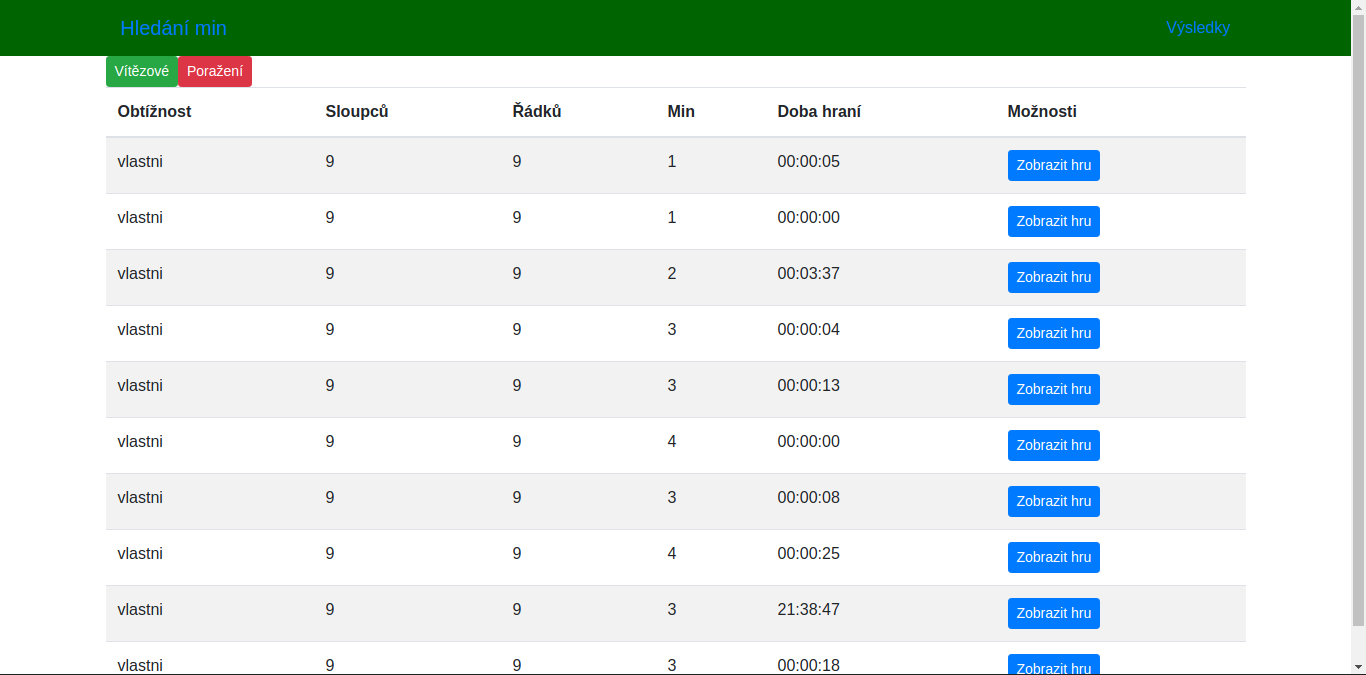 Hledání min Výsledky
Vítězové Poražení
Obtížnost Sloupců Řádků Min Doba hraní Možnosti
vlastni 9 9 1 00:00:05 Zobrazit hru
vlastni 9 9 1 00:00:00 Zobrazit hru
vlastni 9 9 2 00:03:37 Zobrazit hru
vlastni 9 9 3 00:00:04 Zobrazit hru
vlastni 9 9 3 00:00:13 Zobrazit hru
vlastni 9 9 4 00:00:00 Zobrazit hru
vlastni 9 9 3 00:00:08 Zobrazit hru
vlastni 9 9 4 00:00:25 Zobrazit hru
vlastni 9 9 3 21:38:47 Zobrazit hru
vlastni 9 9 3 00:00:18 Zobrazit hru